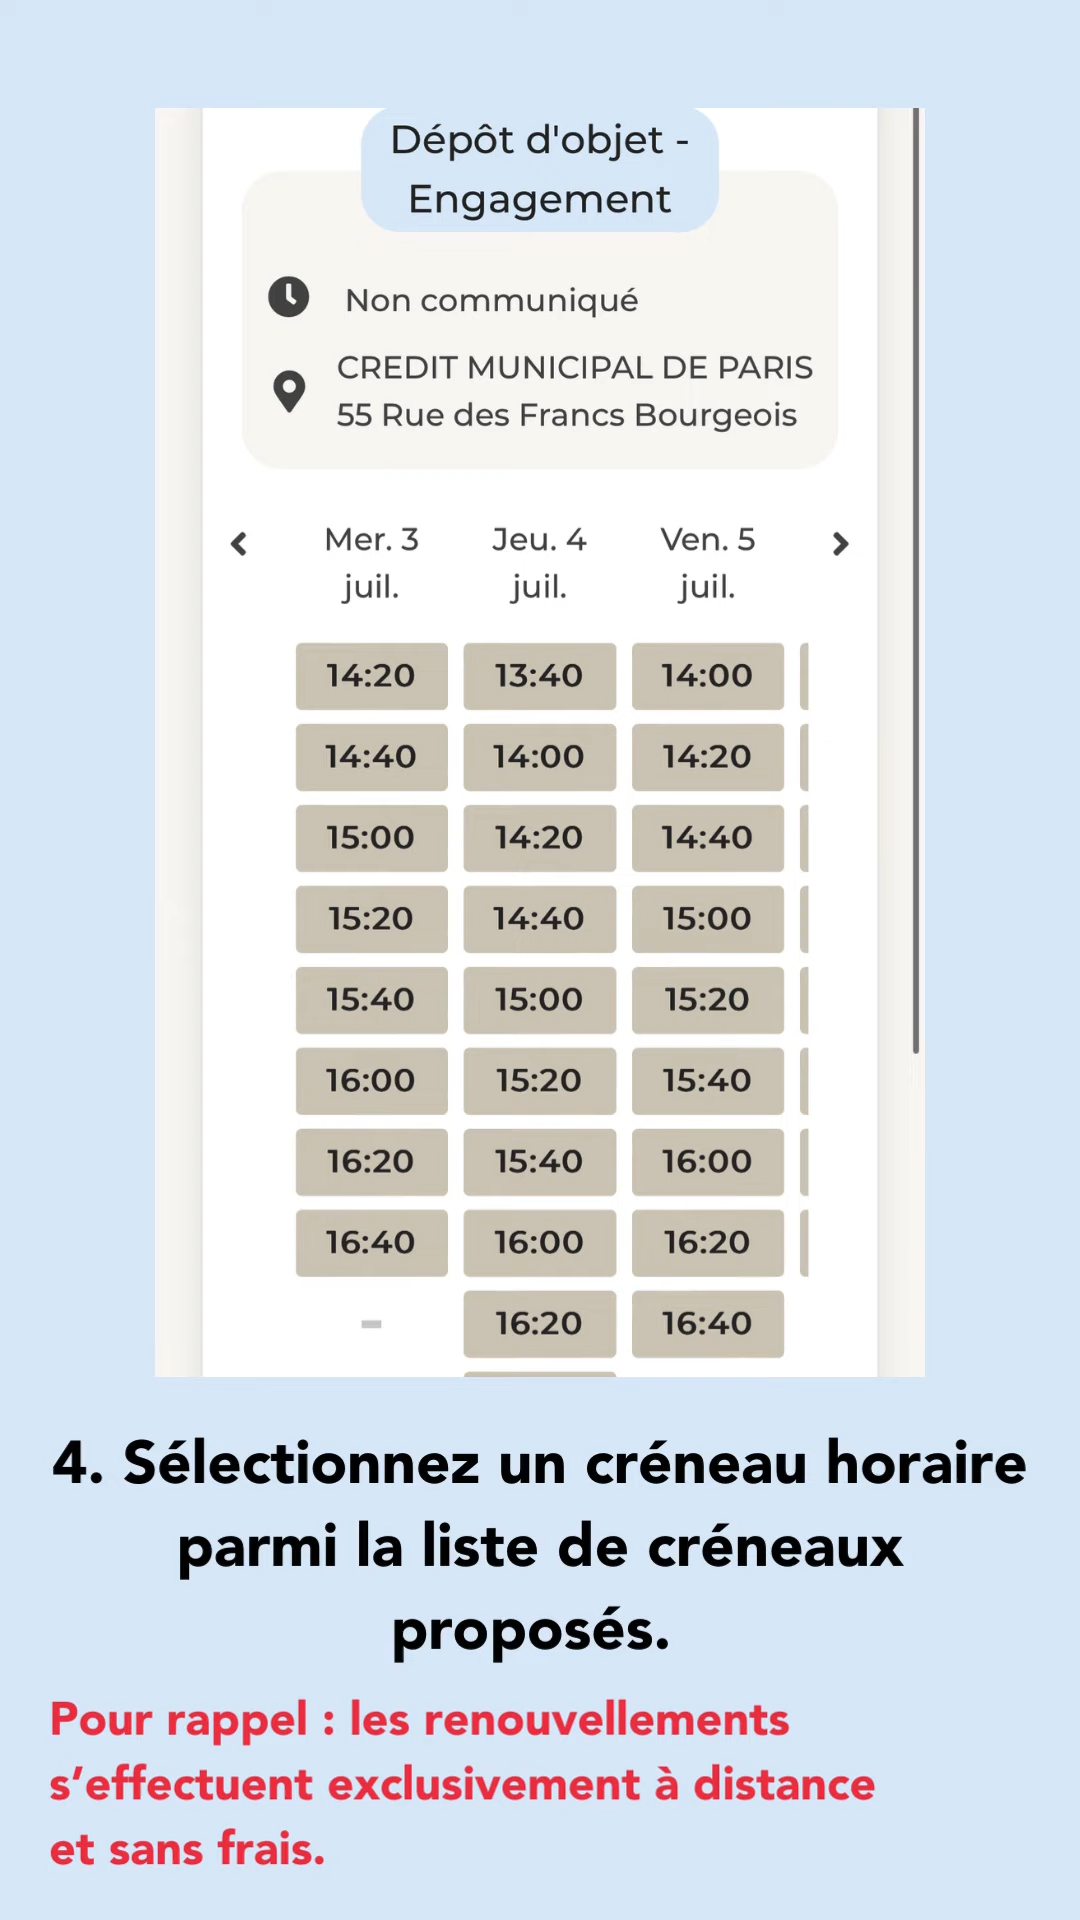 Dépôt d'objet -
Engagement
Non communiqué
CREDIT MUNICIPAL DE PARIS
55 Rue des Francs Bourgeois
Mer. 3 Jeu. 4 Ven. 5
juil. juil. juil.
14:20 13:40 14:00
14:40 14:00 14:20
15:00 14:20 14:40
15:20 14:40 15:00
15:40 15:00 15:20
16:00 15:20 15:40
16:20 15:40 16:00
16:40 16:00 16:20
- 16:20 16:40
4. Sélectionnez un créneau horaire
parmi la liste de créneaux
proposés.
Pour rappel : les renouvellements
s’effectuent exclusivement à distance
et sans frais.